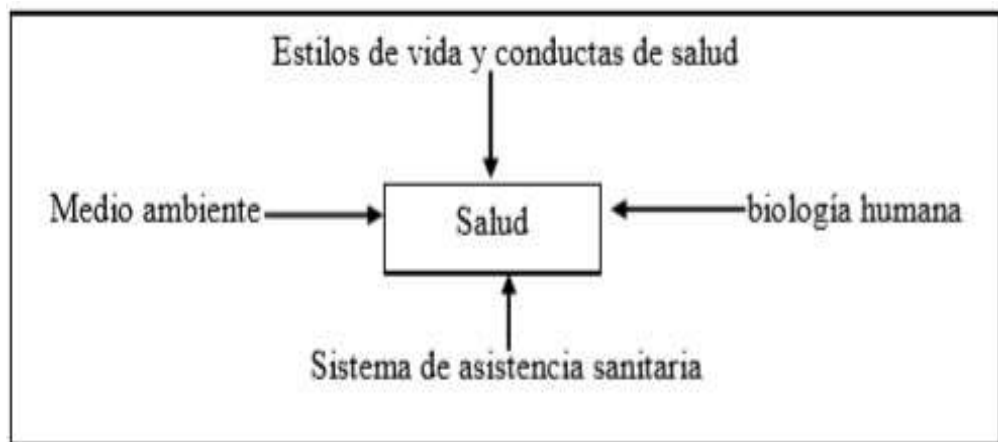 Estilos de vida y conductas de salud
Medio ambiente
Salud
biología humana
Sistema de asistencia sanitaria